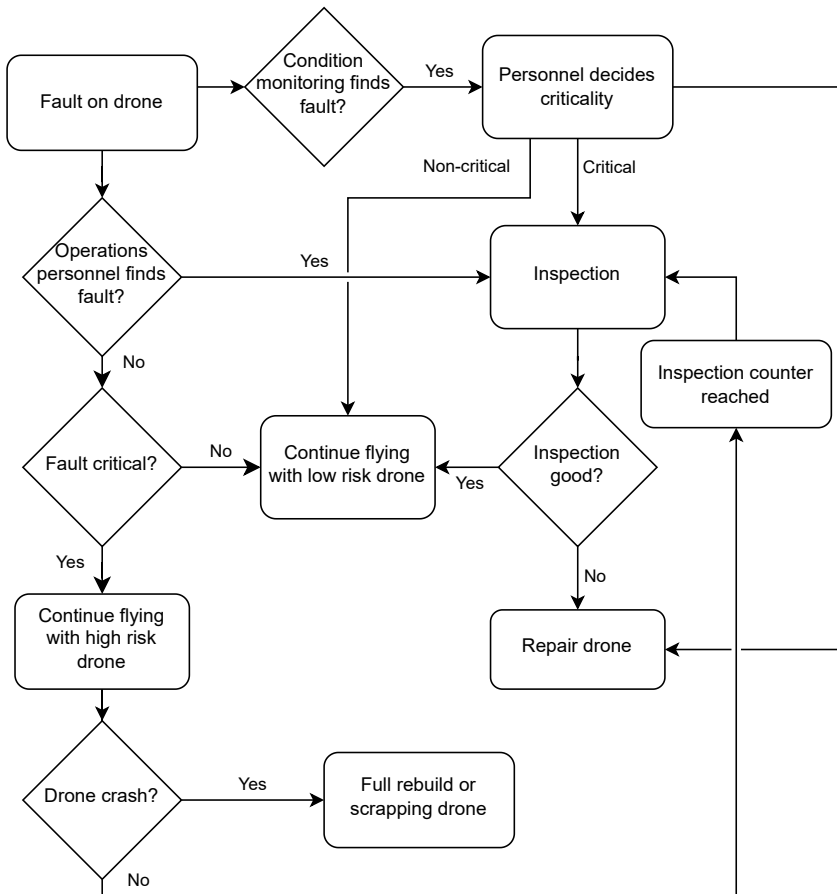 Condition
monitoring finds
fault?
Yes
Personnel decides
criticality
Fault on drone
Non-critical
Critical
Operations
personnel finds
fault?
Yes
Inspection
No
Inspection counter
reached
Fault critical?
No
Continue flying
with low risk drone
Yes
Inspection
good?
Yes
No
Continue flying
with high risk
drone
Repair drone
Drone crash?
Yes
Full rebuild or
scrapping drone
No